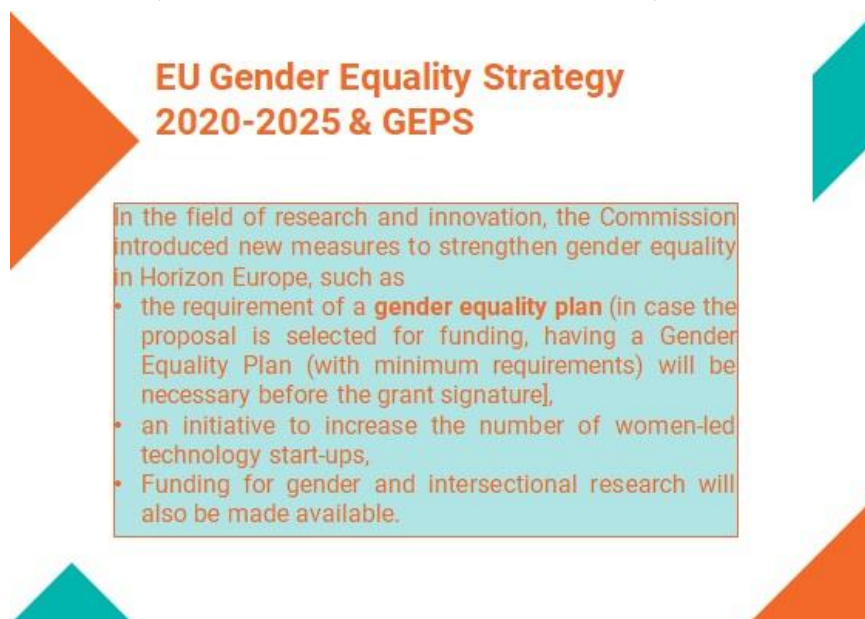 EU Gender Equality Strategy
2020-2025 & GEPS
In the field of research and innovation, the Commission
introduced new measures to strengthen gender equality
in Horizon Europe, such as
• the requirement of a gender equality plan (in case the
proposal is selected for funding, having a Gender
Equality Plan (with minimum requirements) will be
necessary before the grant signature],
• an initiative to increase the number of women-led
technology start-ups,
• Funding for gender and intersectional research will
also be made available.